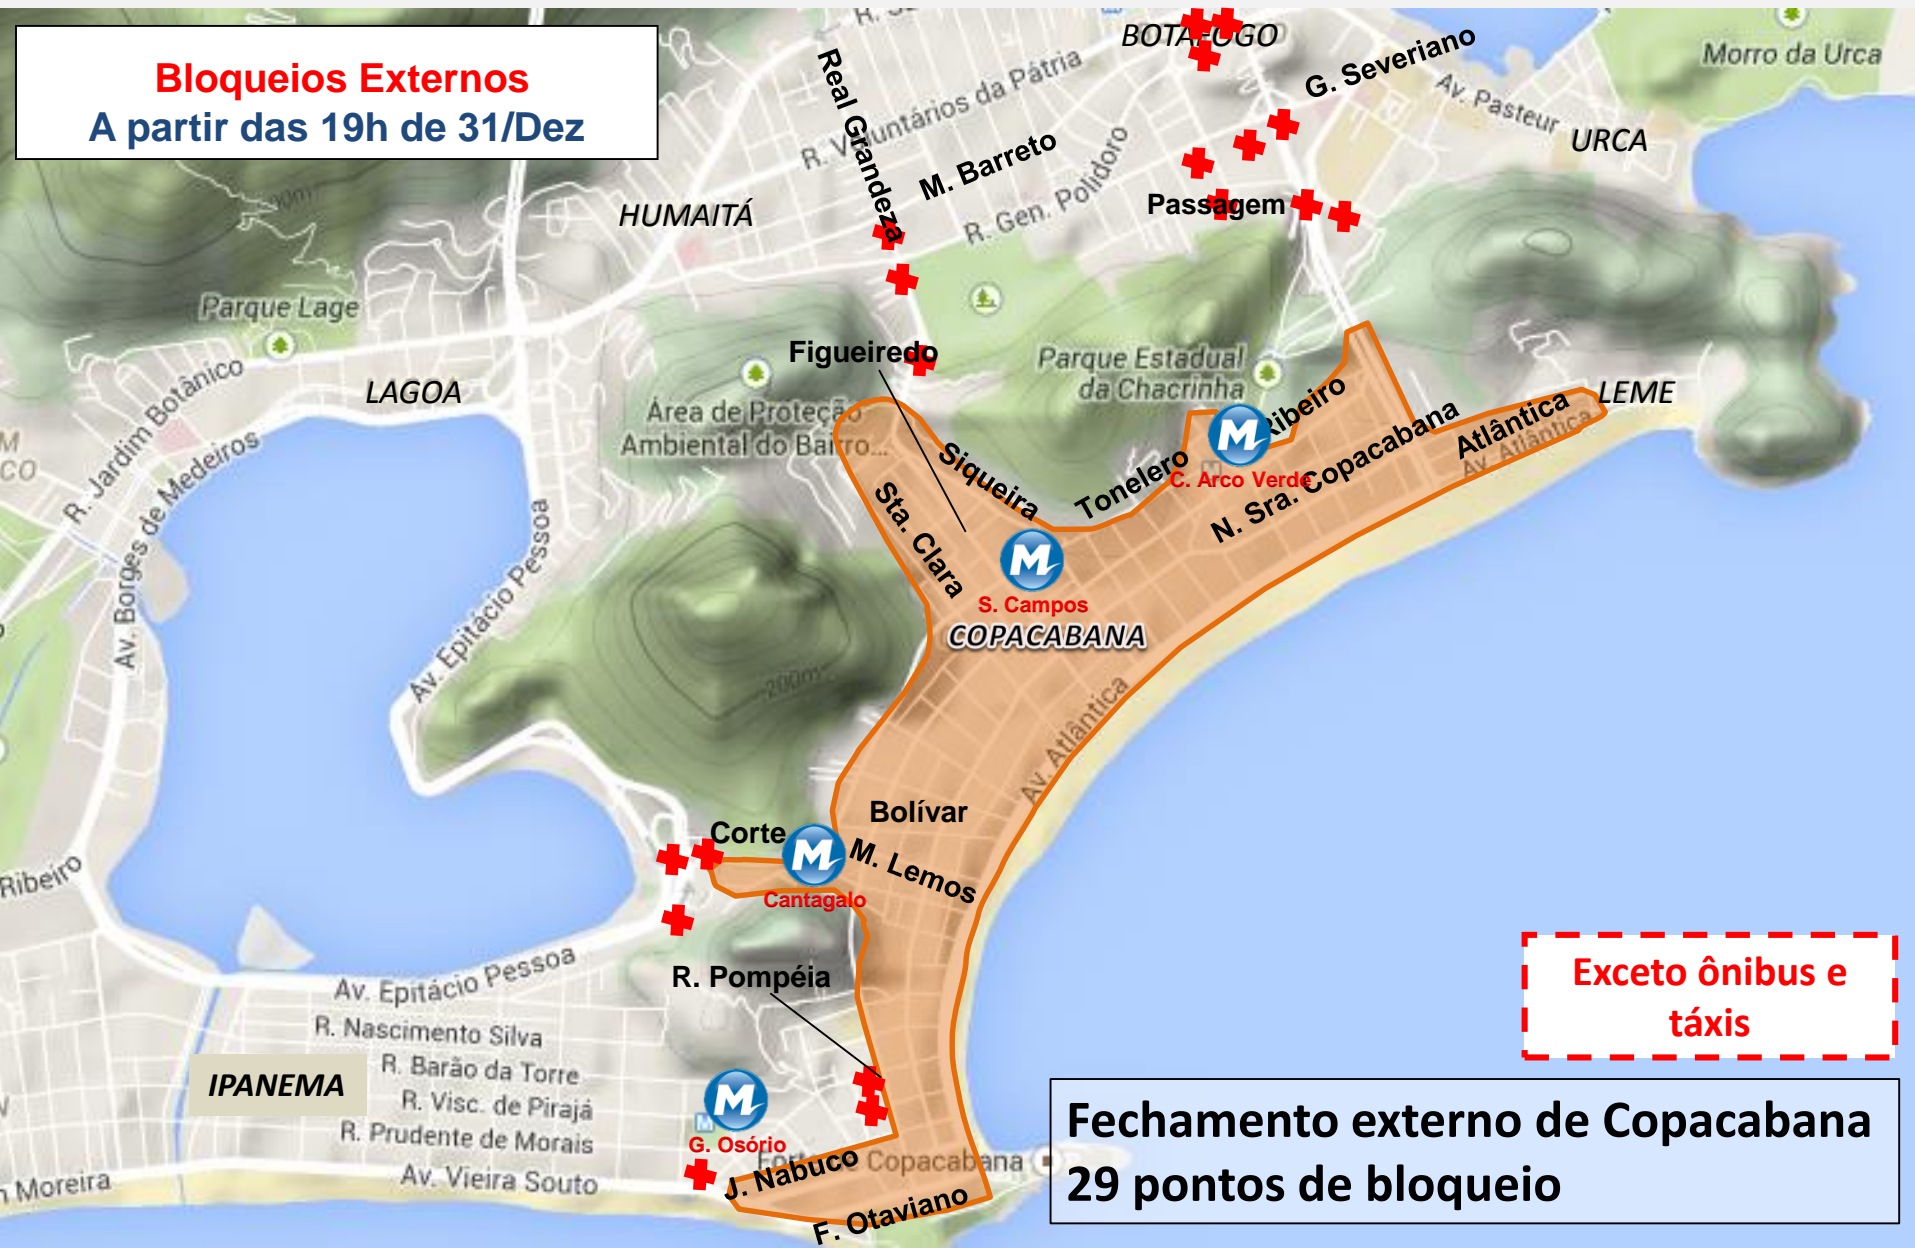 Bloqueios Externos
A partir das 19h de 31/Dez
BOTAFOGO
G. Severiano
Morro da Urca
Av. Pasteur
URCA
Real Grandeza
R. Voluntários da Pátria
M. Barreto
R. Gen. Polidoro
Passagem
HUMAITÁ
Parque Lage
LAGOA
R. Jardim Botânico
Av. Borges de Medeiros
Av. Epitácio Pessoa
Figueiredo
Área de Proteção
Ambiental do Bairro...
Parque Estadual
da Chacrinha
Ribeiro
LEME
Atlântica
Av. Atlântica
Siqueira
Tonelero
C. Arco Verde
N. Sra. Copacabana
Sta. Clara
S. Campos
COPACABANA
200m
Av. Atlântica
Bolívar
Corte
M. Lemos
Cantagalo
Ribeiro
R. Pompéia
Av. Epitácio Pessoa
R. Nascimento Silva
R. Barão da Torre
IPANEMA
R. Visc. de Pirajá
R. Prudente de Morais
Av. Vieira Souto
Moreira
G. Osório
Forte de Copacabana
J. Nabuco
F. Otaviano
Exceto ônibus e
táxis
Fechamento externo de Copacabana
29 pontos de bloqueio